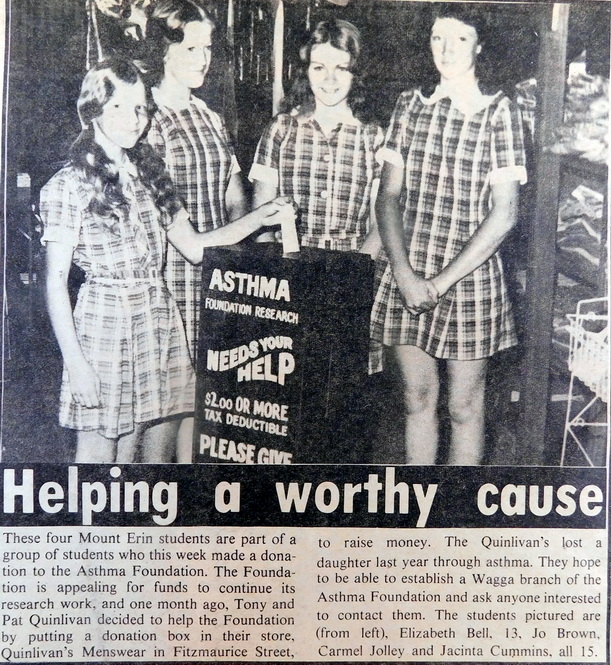 ASTHMA
FOUNDATION RESEARCH
NEEDS YOUR
HELP
$2.00 OR MORE
TAX DEDUCTIBLE
PLEASE GIVE
Helping a worthy cause
These four Mount Erin students are part of a
group of students who this week made a dona-
tion to the Asthma Foundation. The Founda-
tion is appealing for funds to continue its
research work, and one month ago, Tony and
Pat Quinlivan decided to help the Foundation
by putting a donation box in their store,
Quinlivan's Menswear in Fitzmaurice Street,
to raise money. The Quinlivan's lost a
daughter last year through asthma. They hope
to be able to establish a Wagga branch of the
Asthma Foundation and ask anyone interested
to contact them. The students pictured are
(from left), Elizabeth Bell, 13, Jo Brown,
Carmel Jolley and Jacinta Cummins, all 15.